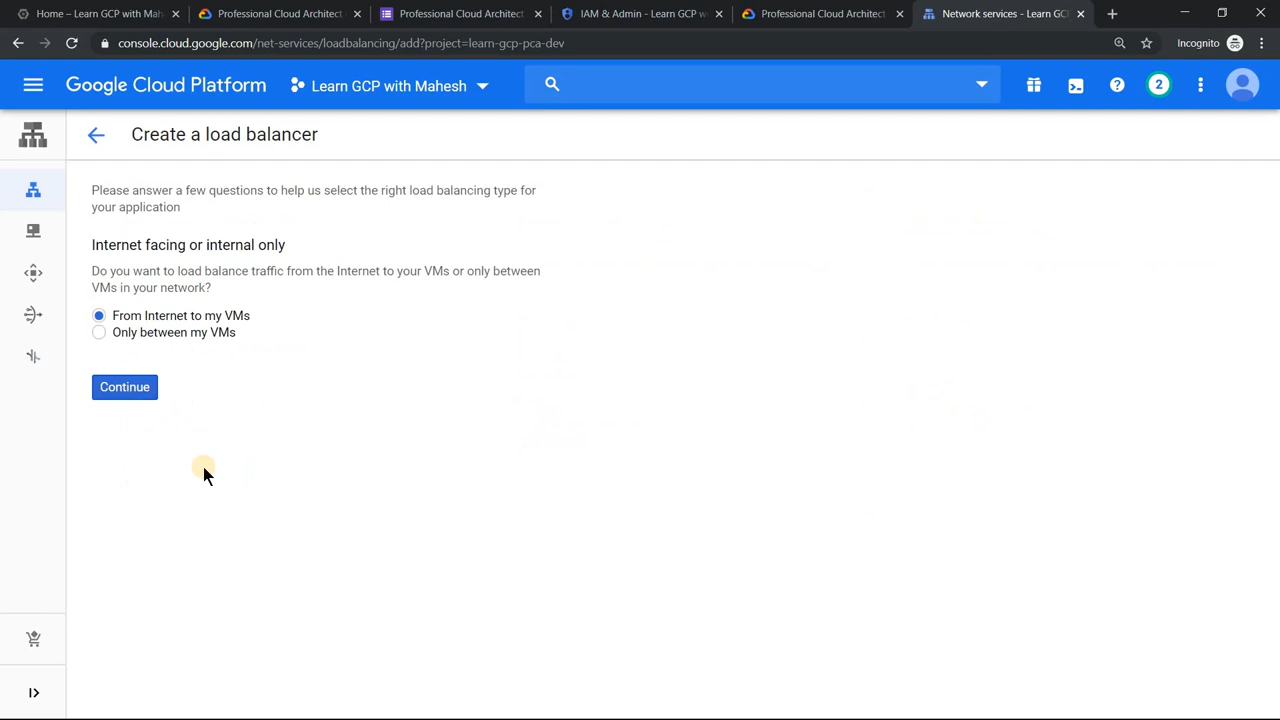 Home – Learn GCP with Mah
Professional Cloud Architect
Professional Cloud Architect
IAM & Admin - Learn GCP w
Professional Cloud Architect
Network services - Learn GC
console.cloud.google.com/net-services/loadbalancing/add?project=learn-gcp-pca-dev
Incognito
Google Cloud Platform
Learn GCP with Mahesh
2
Create a load balancer
Please answer a few questions to help us select the right load balancing type for
your application
Internet facing or internal only
Do you want to load balance traffic from the Internet to your VMs or only between
VMs in your network?
From Internet to my VMs
Only between my VMs
Continue